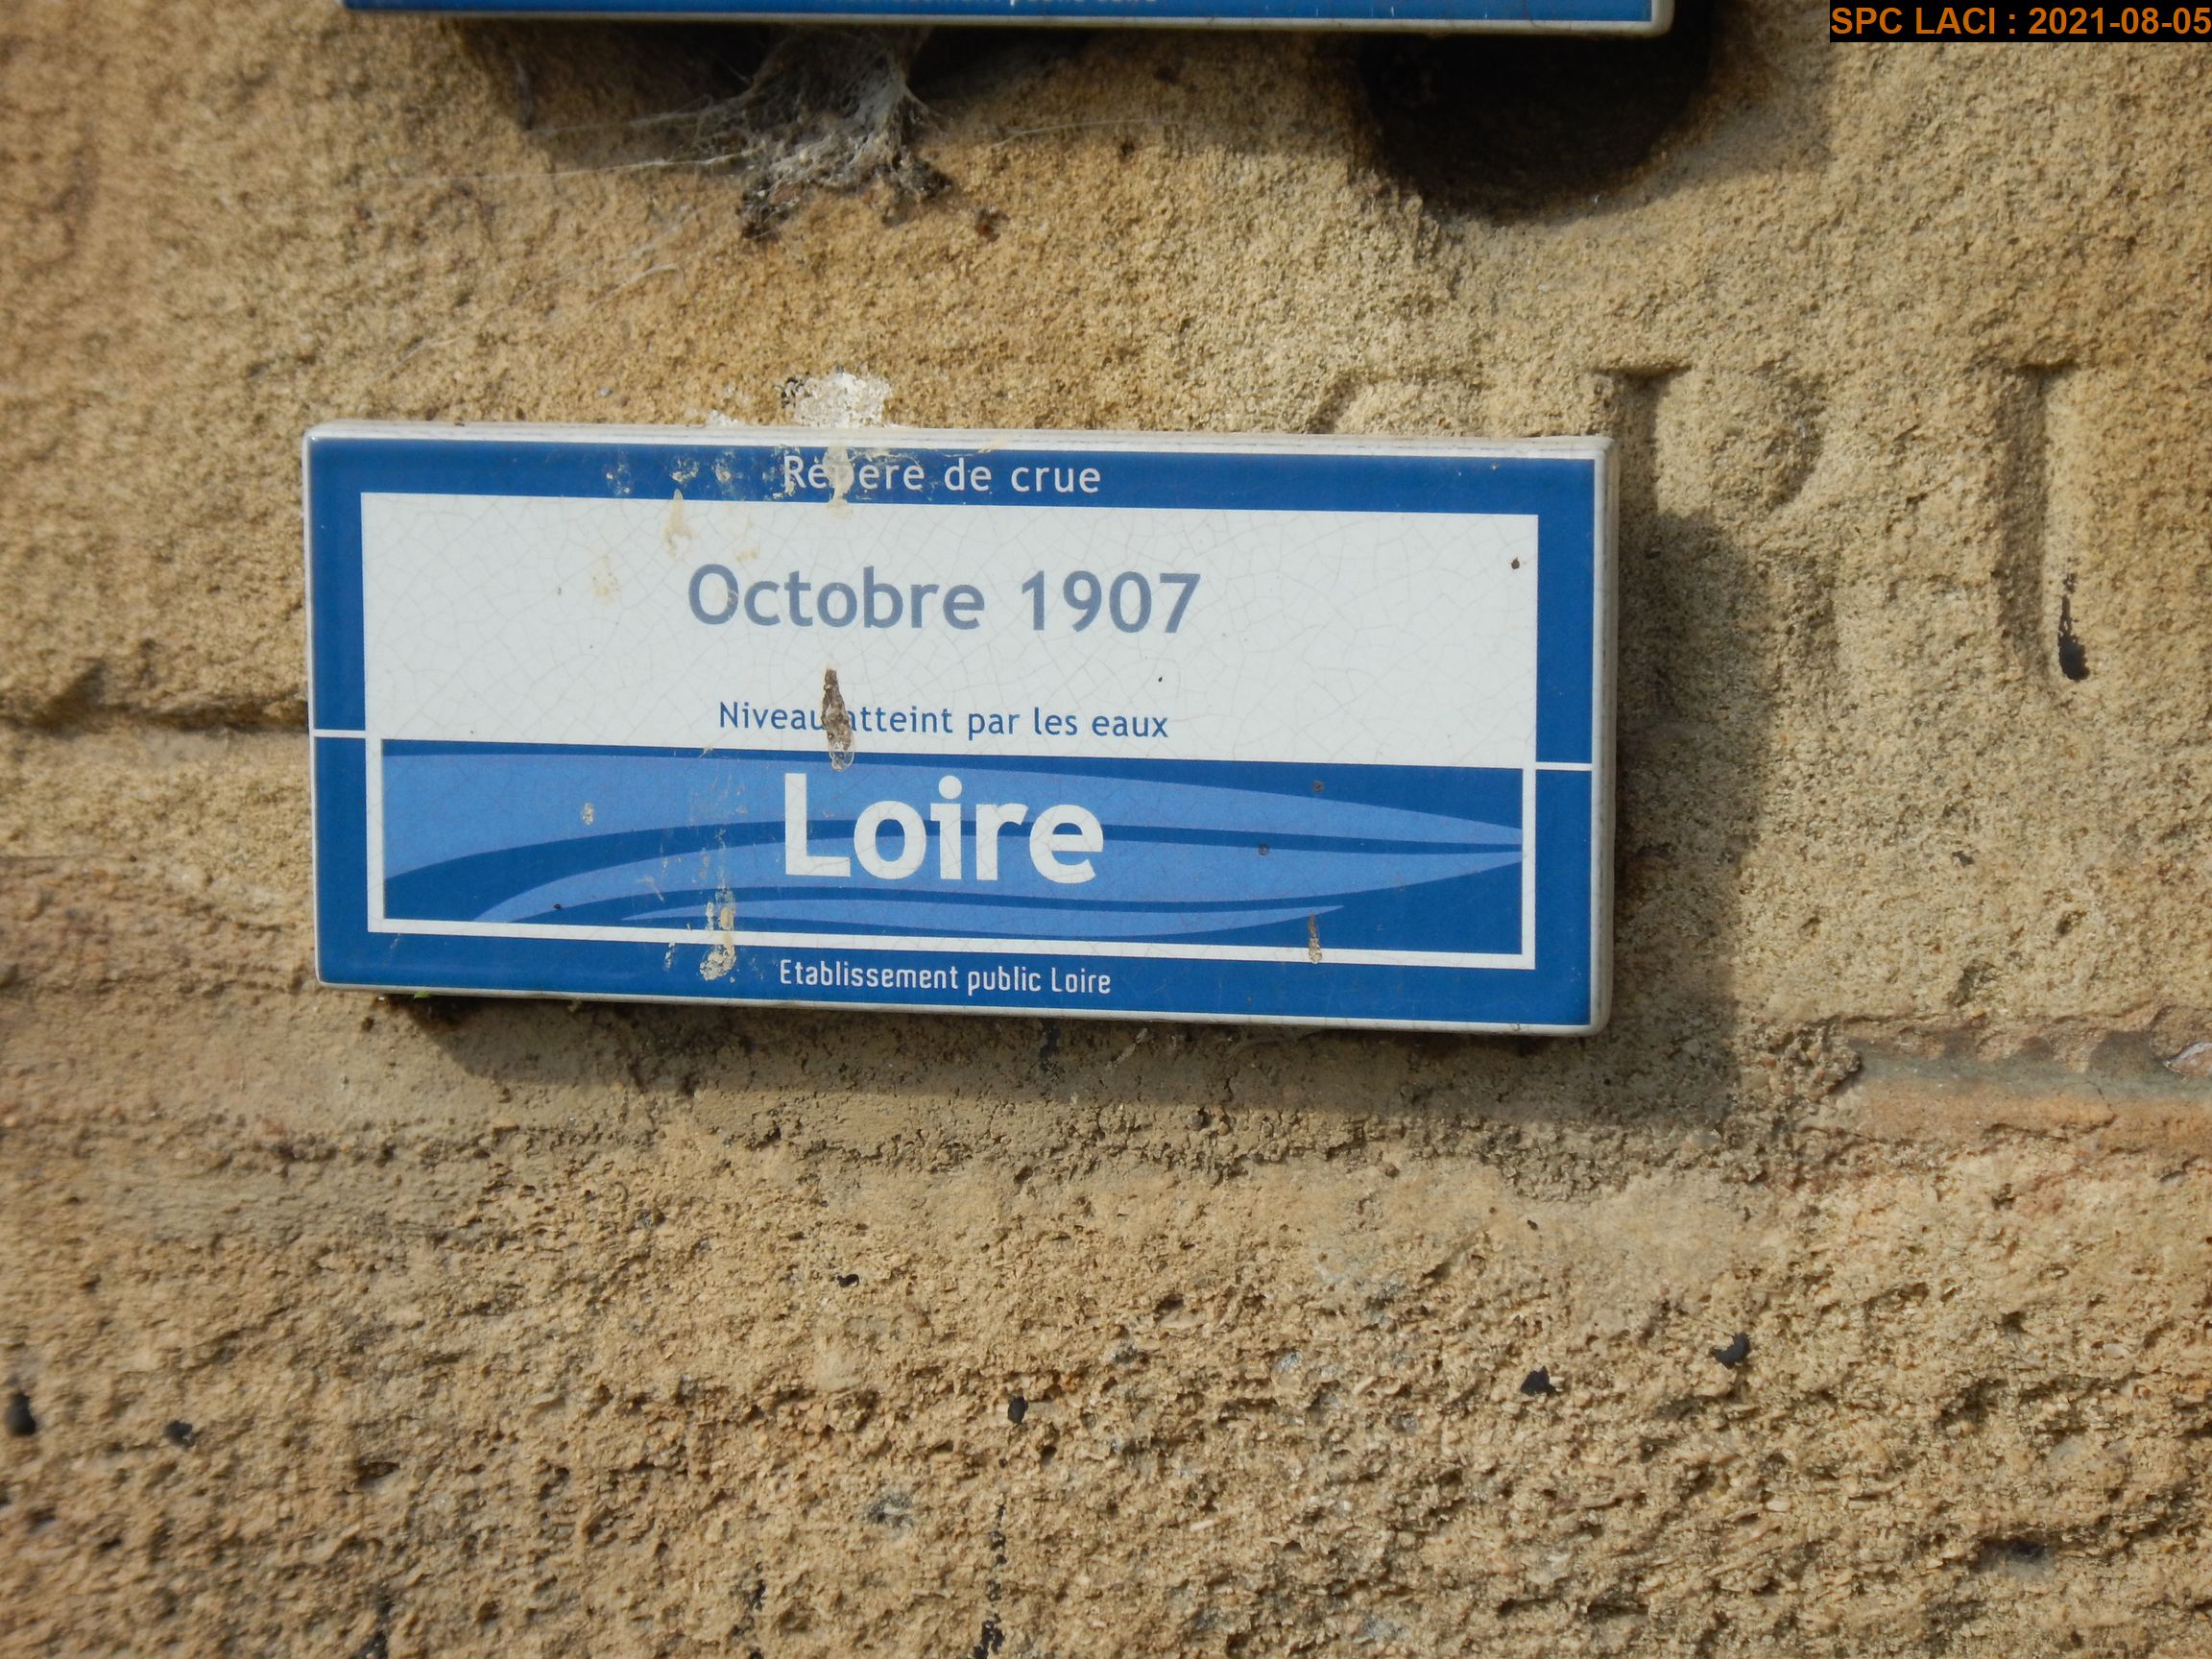 SPC LACI : 2021-08-05
Repère de crue
Octobre 1907
Niveau atteint par les eaux
Loire
Etablissement public Loire